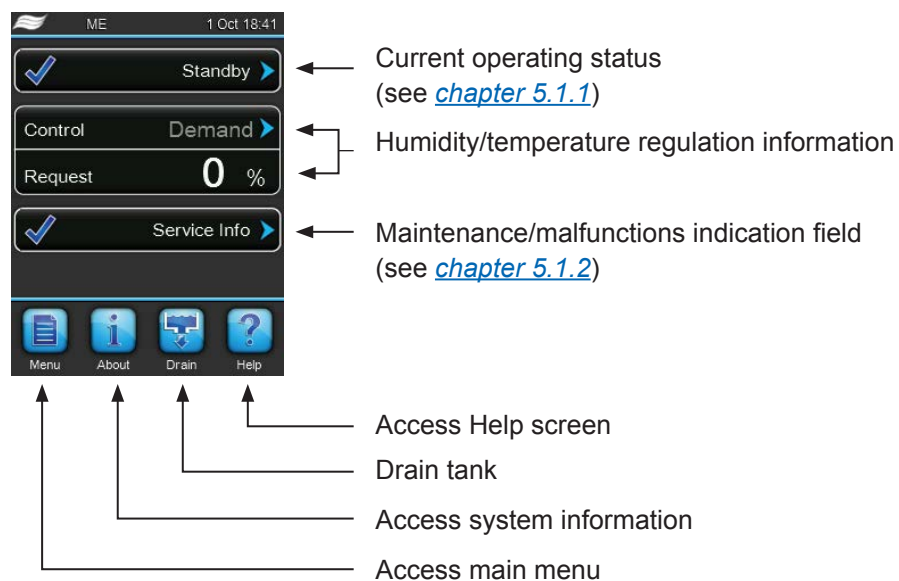 ME 1 Oct 18:41
Standby
Current operating status
(see chapter 5.1.1)
Control Demand
Humidity/temperature regulation information
Request 0 %
Service Info
Maintenance/malfunctions indication field
(see chapter 5.1.2)
Menu About Drain Help
Access Help screen
Drain tank
Access system information
Access main menu